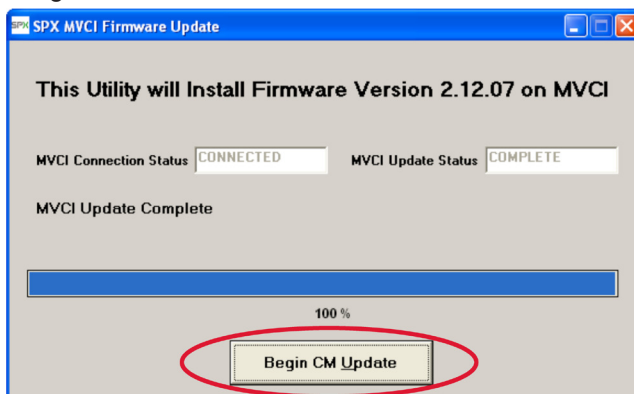 SPX SPX MVCI Firmware Update
This Utility will Install Firmware Version 2.12.07 on MVCI
MVCI Connection Status CONNECTED MVCI Update Status COMPLETE
MVCI Update Complete
100 %
Begin CM Update